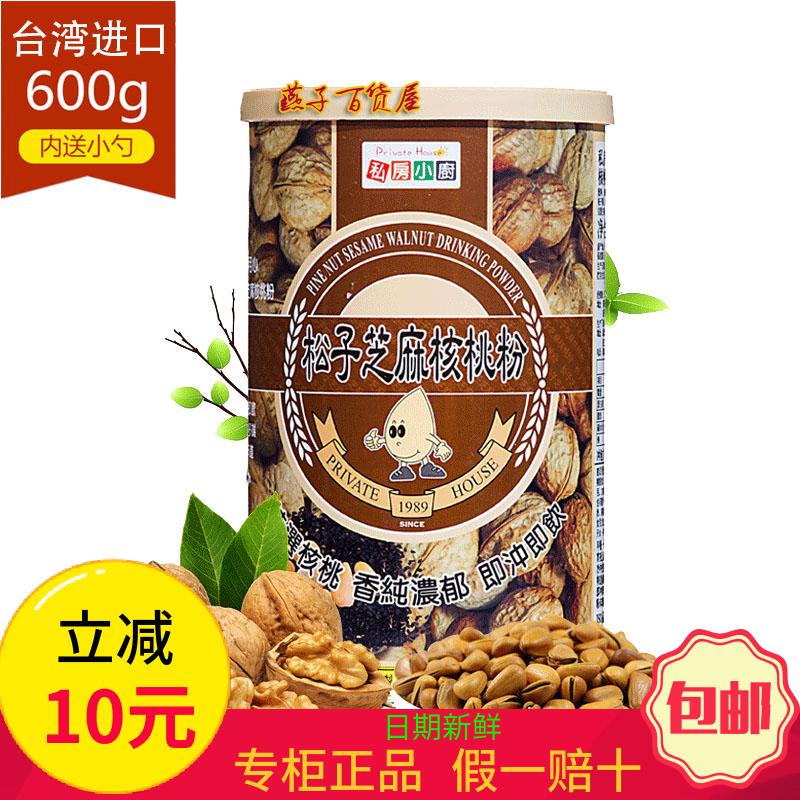 台湾进口
600g
内送小勺
燕子 百货屋
Private House
私房小廚
PINE NUT SESAME WALNUT DRINKING POWDER
松子芝麻核桃粉
PRIVATE HOUSE
1989
SINCE
核桃 香純濃郁 即沖即飲
立减
10元
包邮
日期新鲜
专柜正品 假一赔十